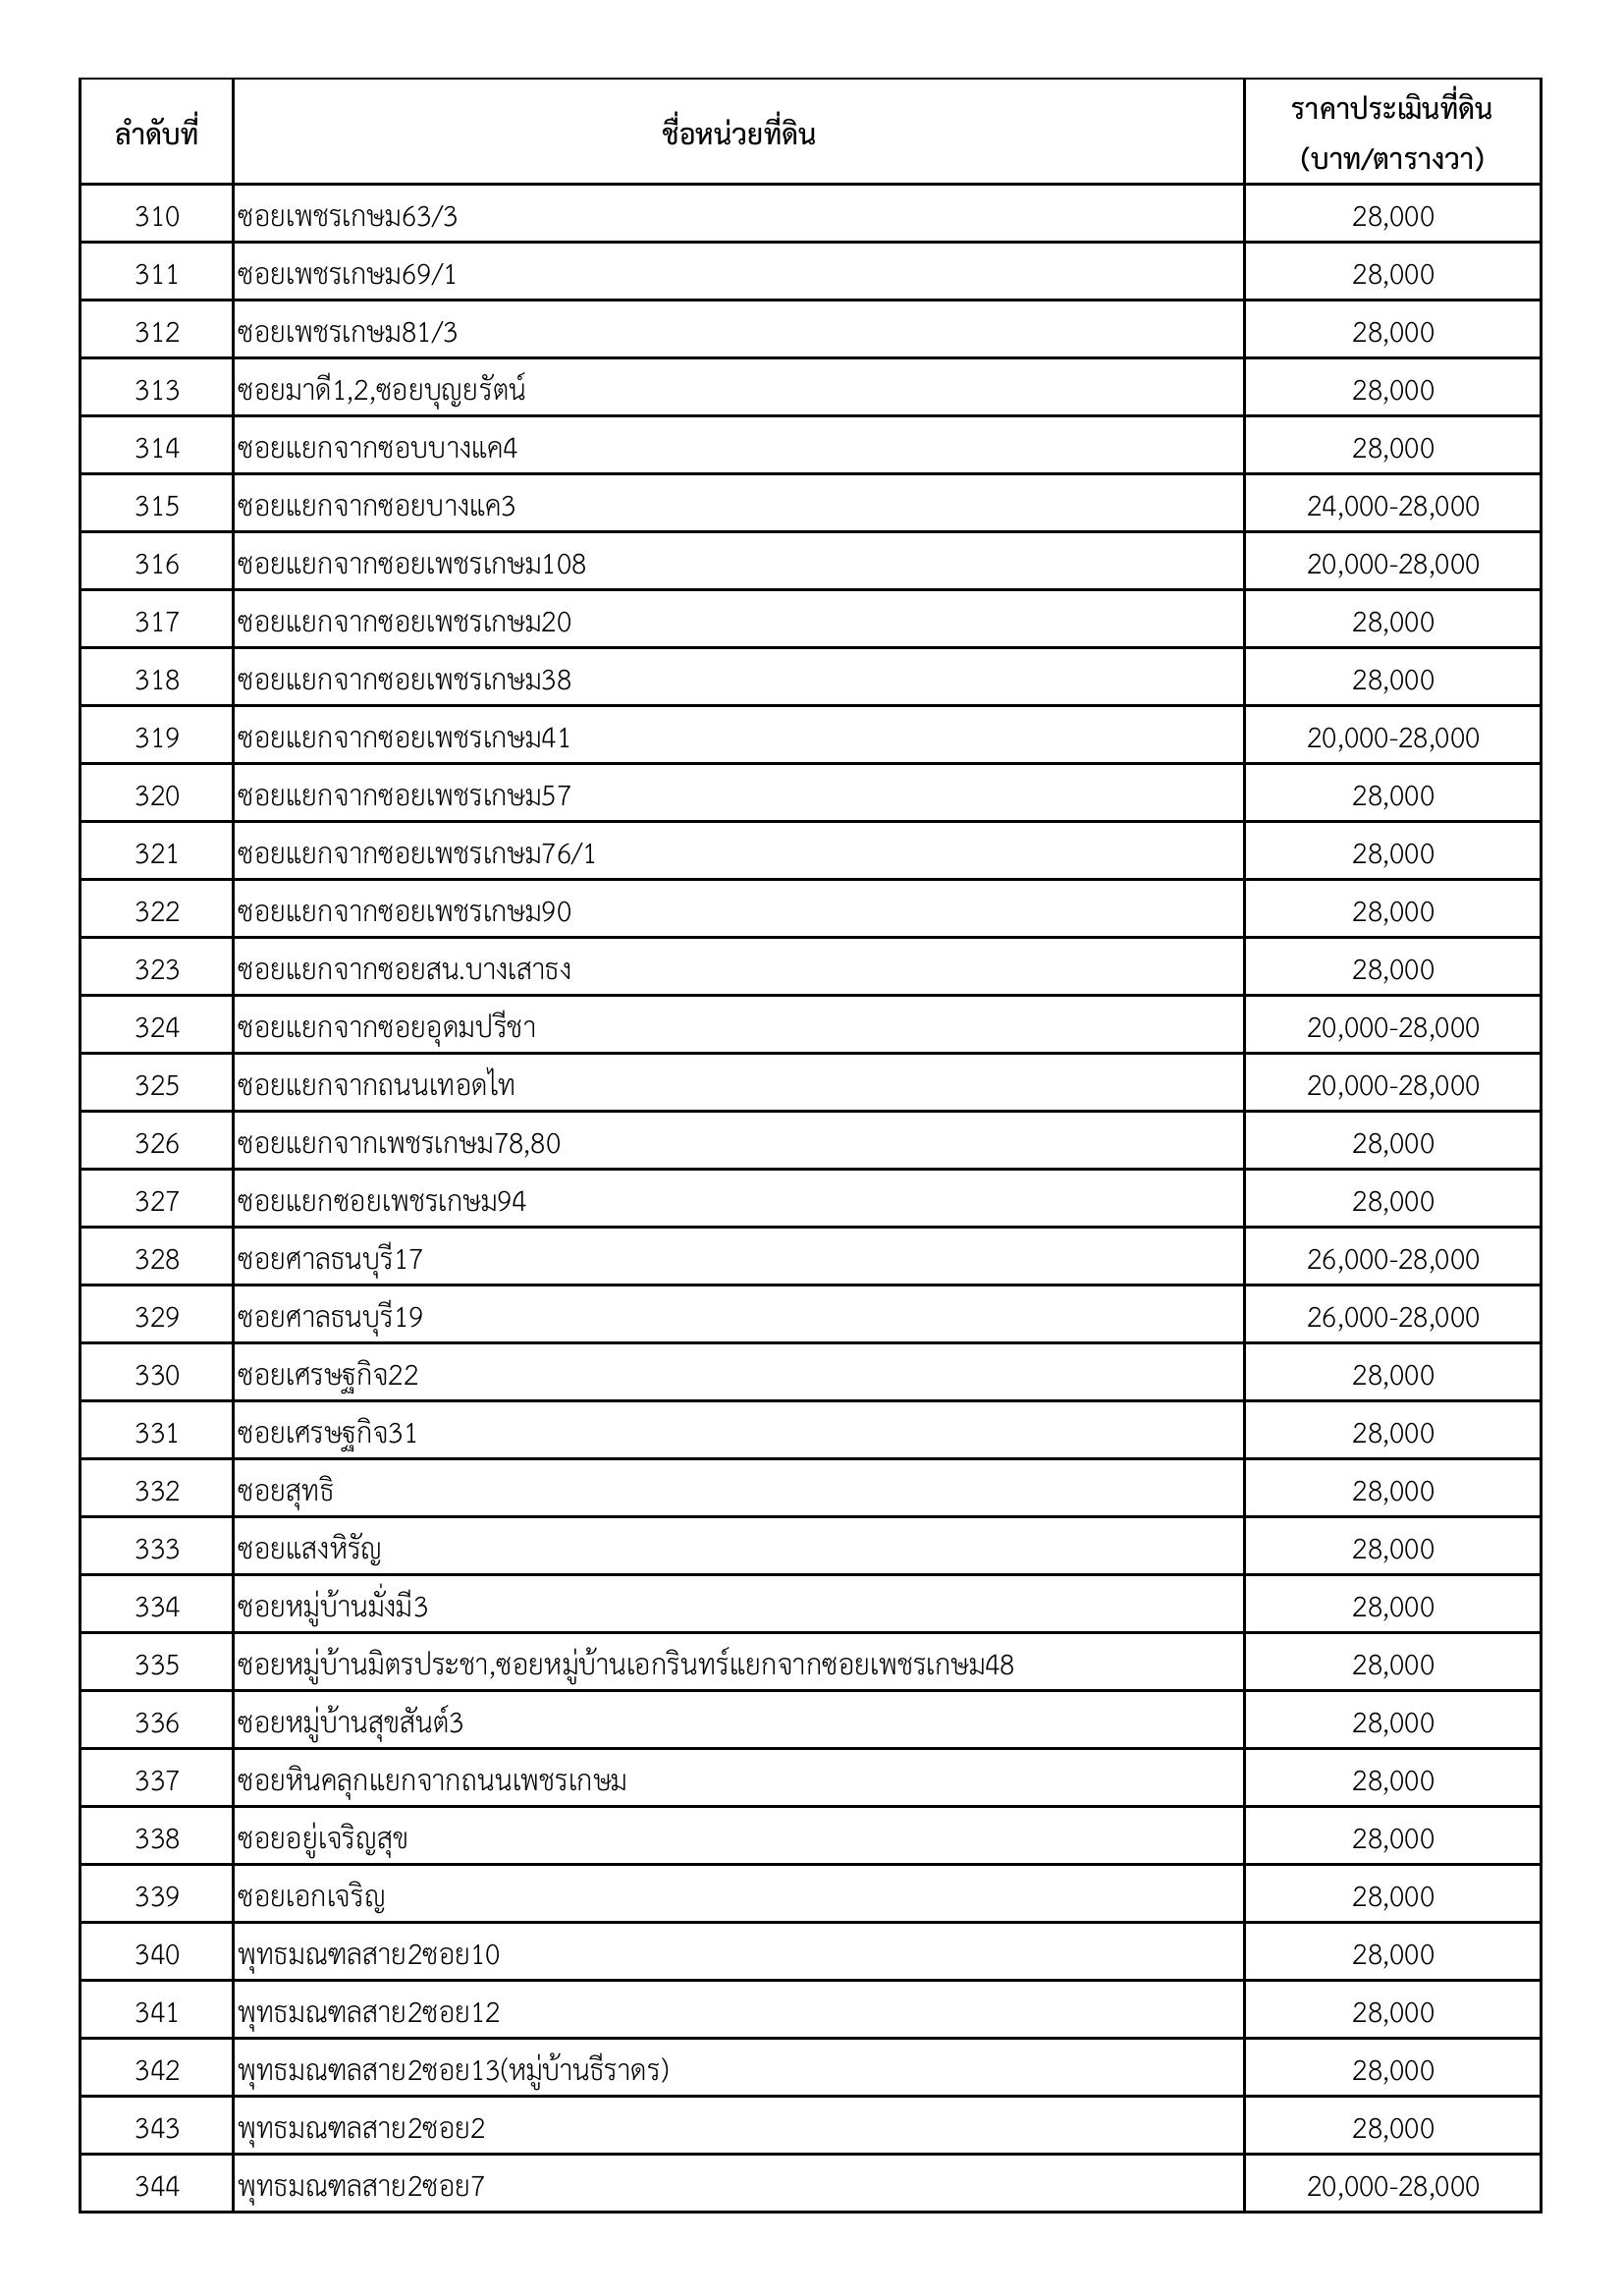 ลำดับที่ ชื่อหน่วยที่ดิน ราคาประเมินที่ดิน
(บาท/ตารางวา)
310 ซอยเพชรเกษม63/3 28,000
311 ซอยเพชรเกษม69/1 28,000
312 ซอยเพชรเกษม81/3 28,000
313 ซอยมาดี1,2,ซอยบุญยรัตน์ 28,000
314 ซอยแยกจากซอบบางแค4 28,000
315 ซอยแยกจากซอยบางแค3 24,000-28,000
316 ซอยแยกจากซอยเพชรเกษม108 20,000-28,000
317 ซอยแยกจากซอยเพชรเกษม20 28,000
318 ซอยแยกจากซอยเพชรเกษม38 28,000
319 ซอยแยกจากซอยเพชรเกษม41 20,000-28,000
320 ซอยแยกจากซอยเพชรเกษม57 28,000
321 ซอยแยกจากซอยเพชรเกษม76/1 28,000
322 ซอยแยกจากซอยเพชรเกษม90 28,000
323 ซอยแยกจากซอยสน.บางเสาธง 28,000
324 ซอยแยกจากซอยอุดมปรีชา 20,000-28,000
325 ซอยแยกจากถนนเทอดไท 20,000-28,000
326 ซอยแยกจากเพชรเกษม78,80 28,000
327 ซอยแยกซอยเพชรเกษม94 28,000
328 ซอยศาลธนบุรี17 26,000-28,000
329 ซอยศาลธนบุรี19 26,000-28,000
330 ซอยเศรษฐกิจ22 28,000
331 ซอยเศรษฐกิจ31 28,000
332 ซอยสุทธิ 28,000
333 ซอยแสงหิรัญ 28,000
334 ซอยหมู่บ้านมั่งมี3 28,000
335 ซอยหมู่บ้านมิตรประชา,ซอยหมู่บ้านเอกรินทร์แยกจากซอยเพชรเกษม48 28,000
336 ซอยหมู่บ้านสุขสันต์3 28,000
337 ซอยหินคลุกแยกจากถนนเพชรเกษม 28,000
338 ซอยอยู่เจริญสุข 28,000
339 ซอยเอกเจริญ 28,000
340 พุทธมณฑลสาย2ซอย10 28,000
341 พุทธมณฑลสาย2ซอย12 28,000
342 พุทธมณฑลสาย2ซอย13(หมู่บ้านธีราดร) 28,000
343 พุทธมณฑลสาย2ซอย2 28,000
344 พุทธมณฑลสาย2ซอย7 20,000-28,000